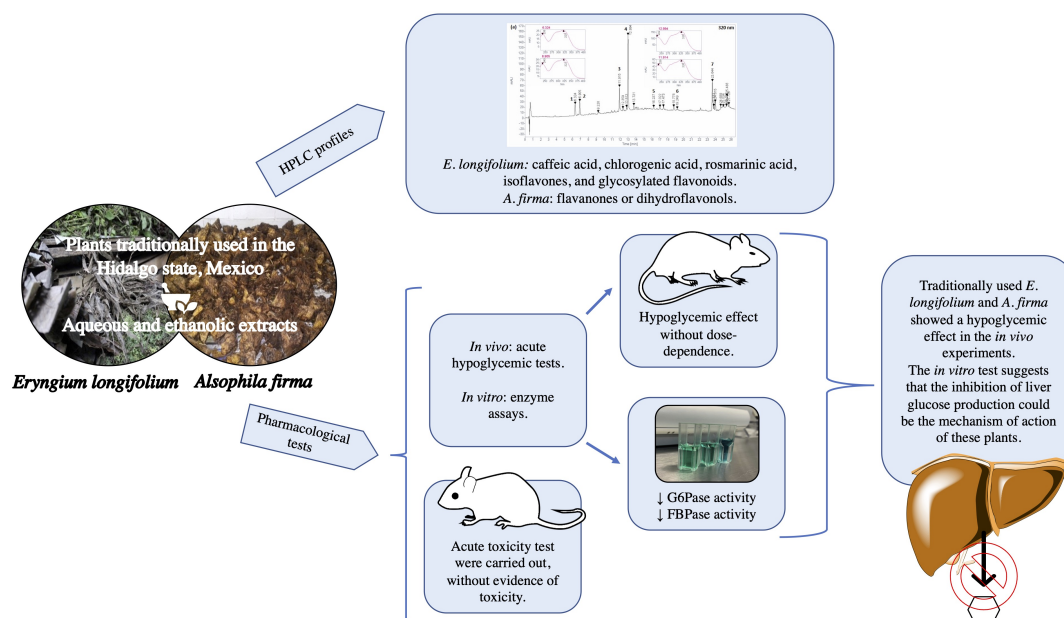 (a)
320 nm
HPLC profiles
E. longifolium: caffeic acid, chlorogenic acid, rosmarinic acid,
isoflavones, and glycosylated flavonoids.
A. firma: flavanones or dihydroflavonols.
Plants traditionally used in the
Hidalgo state, Mexico
Aqueous and ethanolic extracts
Eryngium longifolium
Alsophila firma
Pharmacological
tests
In vivo: acute
hypoglycemic tests.
In vitro: enzyme
assays.
Acute toxicity test
were carried out,
without evidence of
toxicity.
Hypoglycemic effect
without dose-
dependence.
↓ G6Pase activity
↓ FBPase activity
Traditionally used E.
longifolium and A. firma
showed a hypoglycemic
effect in the in vivo
experiments.
The in vitro test suggests
that the inhibition of liver
glucose production could
be the mechanism of action
of these plants.